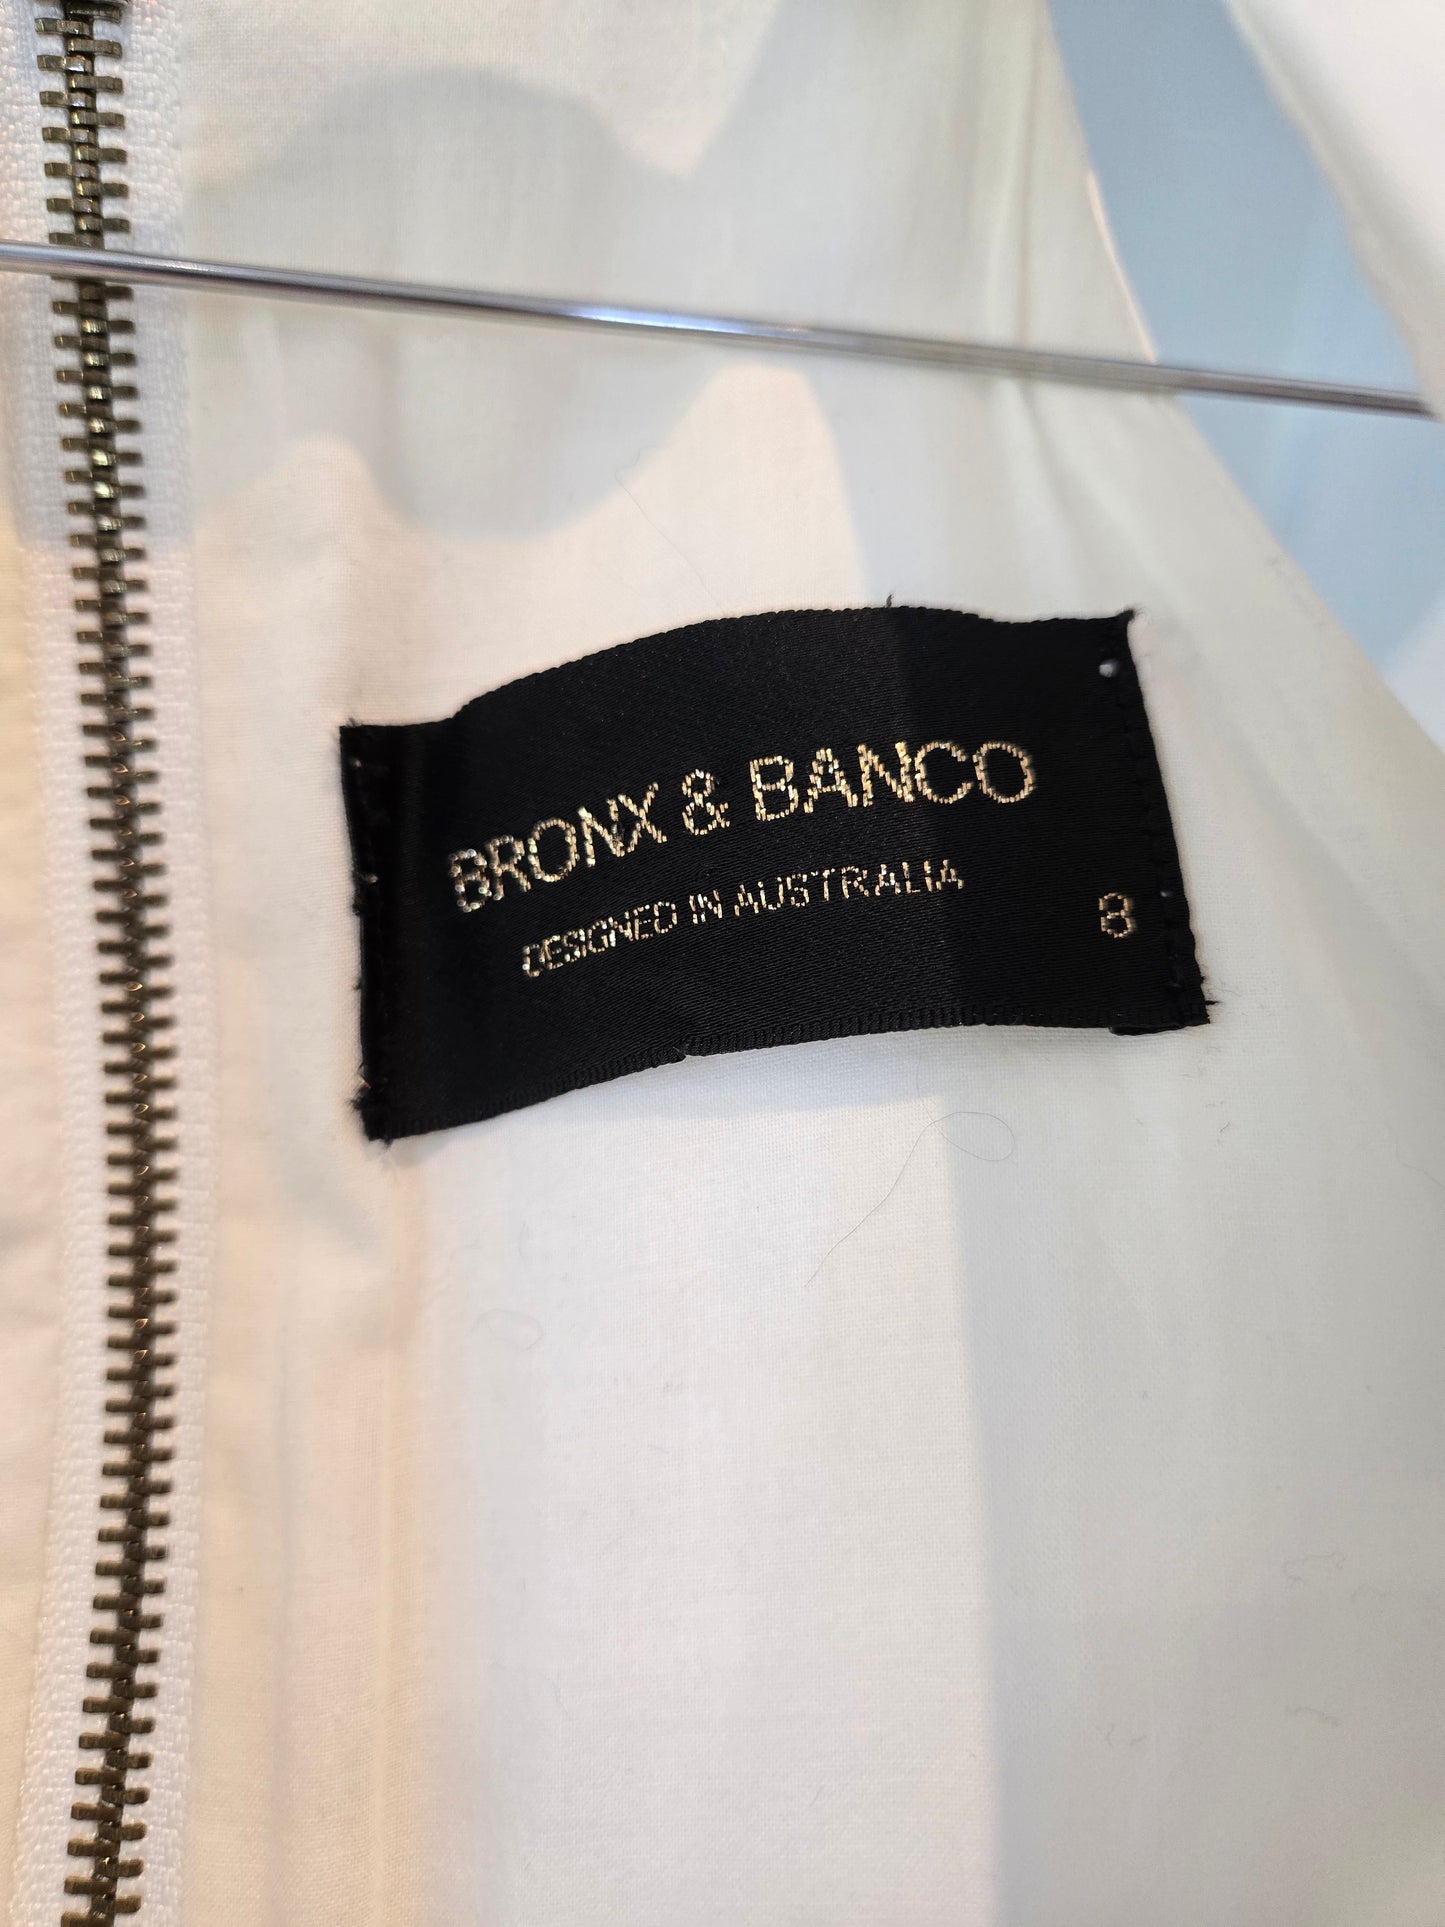 BRONX & BANCO
DESIGNED IN AUSTRALIA
8